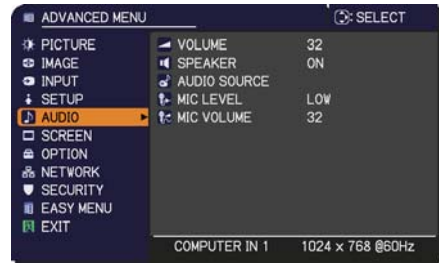 ADVANCED MENU : SELECT
PICTURE
IMAGE
INPUT
SETUP
AUDIO
SCREEN
OPTION
NETWORK
SECURITY
EASY MENU
EXIT
VOLUME 32
SPEAKER ON
AUDIO SOURCE
MIC LEVEL LOW
MIC VOLUME 32
COMPUTER IN 1 1024 x 768 @60Hz